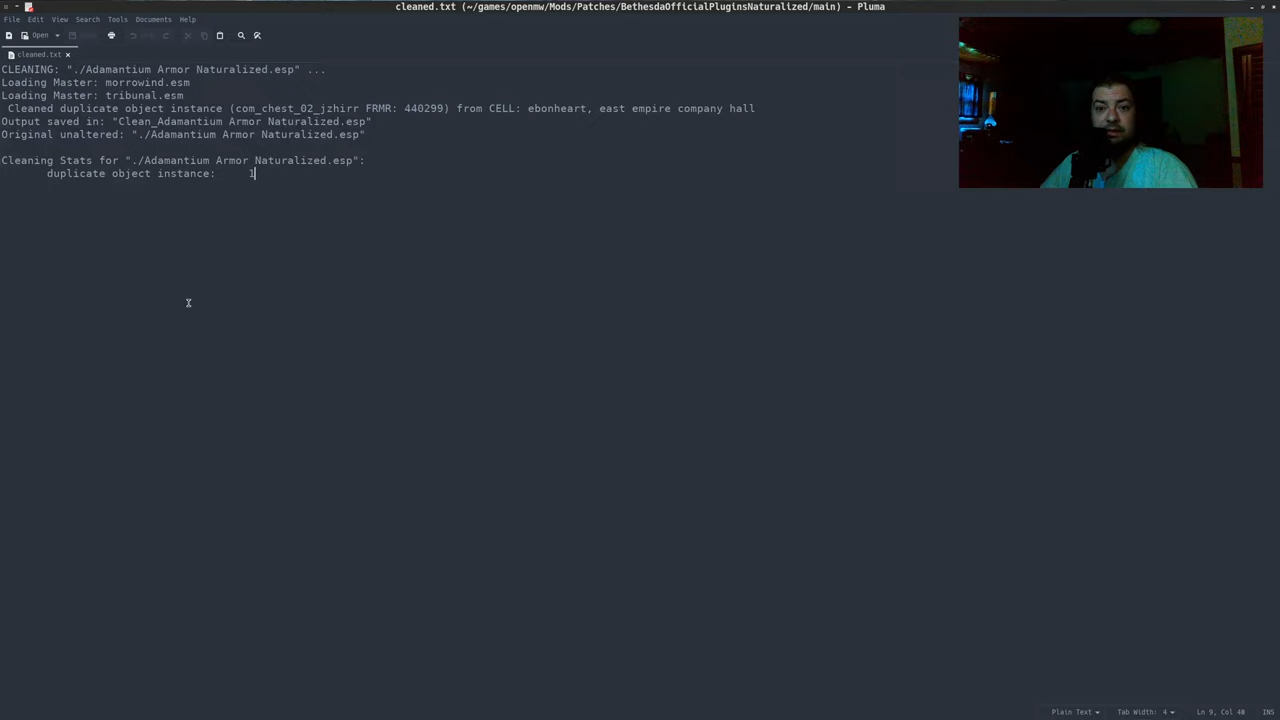 cleaned.txt (~/games/openmw/Mods/Patches/BethesdaOfficialPluginsNaturalized/main) - Pluma
File Edit View Search Tools Documents Help
Open
cleaned.txt
CLEANING: "./Adamantium Armor Naturalized.esp" ...
Loading Master: morrowind.esm
Loading Master: tribunal.esm
Cleaned duplicate object instance (com_chest_02_jzhirr FRMR: 440299) from CELL: ebonheart, east empire company hall
Output saved in: "Clean_Adamantium Armor Naturalized.esp"
Original unaltered: "./Adamantium Armor Naturalized.esp"
Cleaning Stats for "./Adamantium Armor Naturalized.esp":
duplicate object instance: 1
Plain Text Tab Width: 4 Ln 9, Col 40 INS